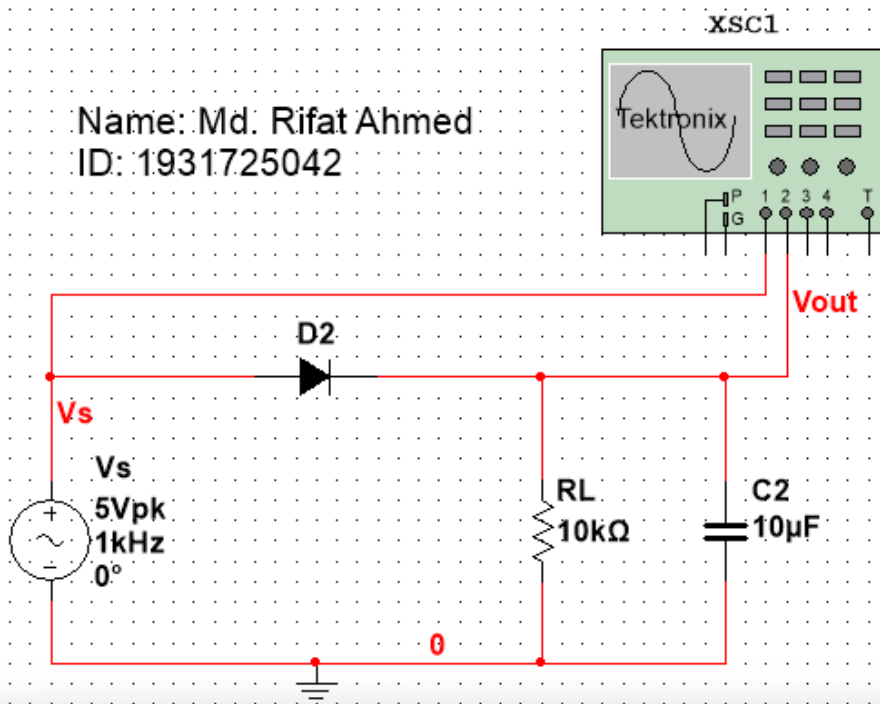 XSC1
Name: Md. Rifat Ahmed
ID: 1931725042
Tektronix
P 1 2 3 4 T
G
Vout
D2
Vs
Vs
5Vpk
1kHz
0°
RL
10kΩ
C2
10µF
0